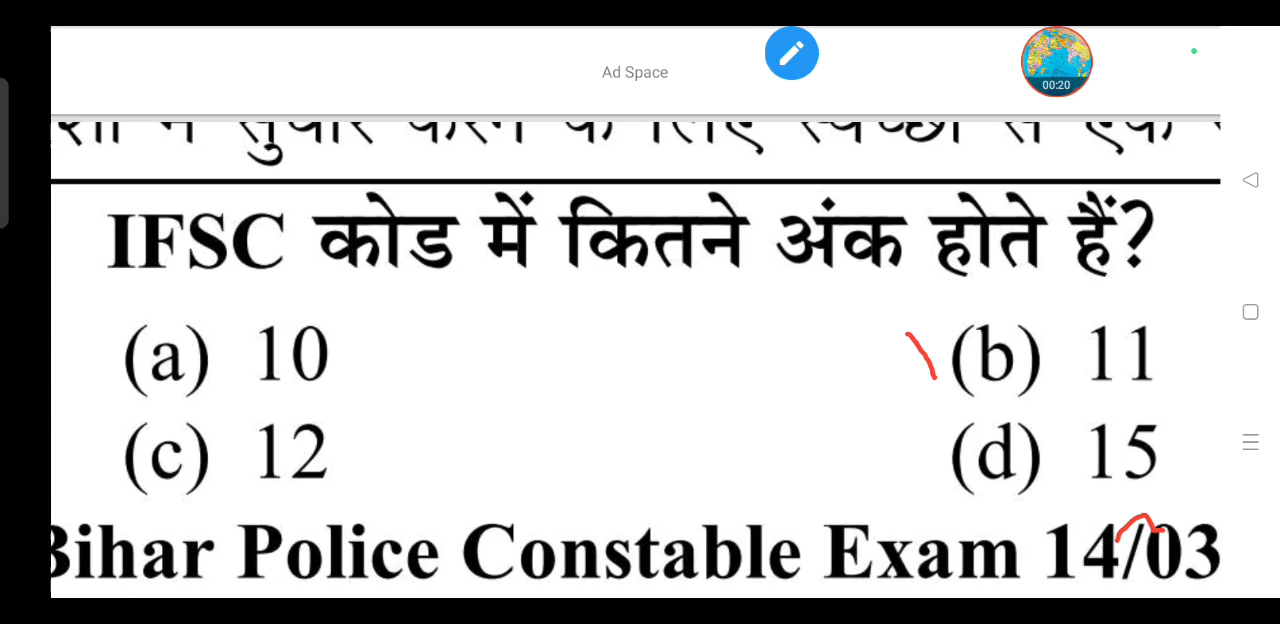 Ad Space
00:20
IFSC कोड में कितने अंक होते हैं?
(a) 10 (b) 11
(c) 12 (d) 15
Bihar Police Constable Exam 14/03